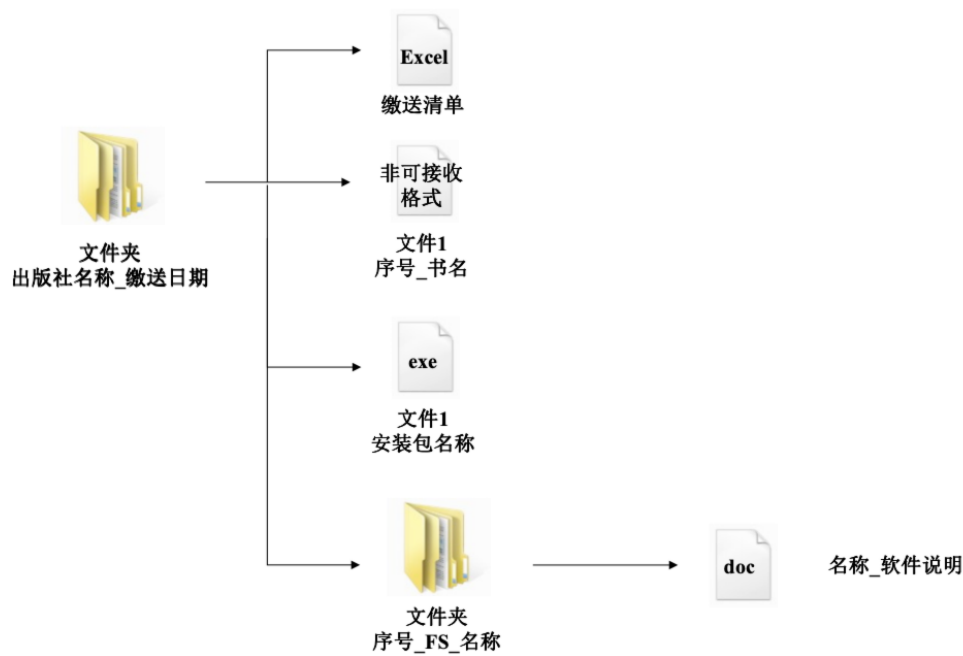 Excel
缴送清单
非可接收
格式
文件1
序号_书名
文件夹
出版社名称_缴送日期
exe
文件1
安装包名称
doc
名称_软件说明
文件夹
序号_FS_名称